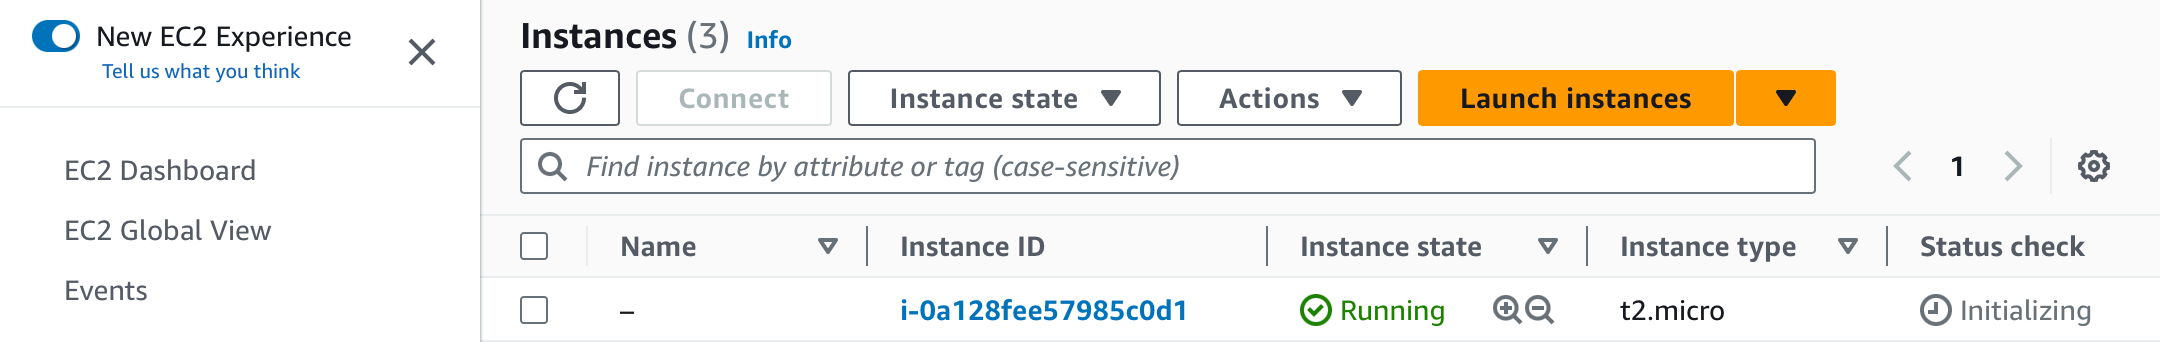 New EC2 Experience
Tell us what you think
EC2 Dashboard
EC2 Global View
Events
Instances (3) Info
Connect Instance state Actions Launch instances
Find instance by attribute or tag (case-sensitive)
1
Name Instance ID Instance state Instance type Status check
– i-0a128fee57985c0d1 Running t2.micro Initializing